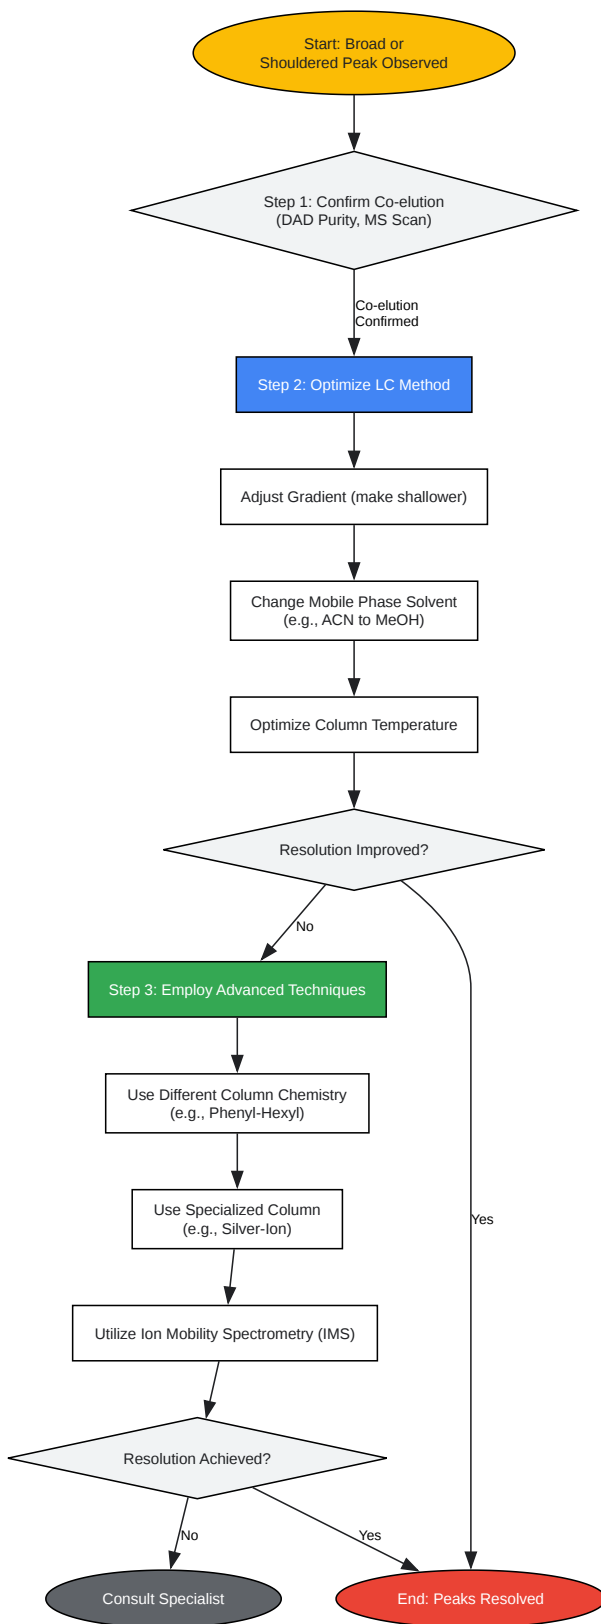 Start: Broad or
Shouldered Peak Observed
Step 1: Confirm Co-elution
(DAD Purity, MS Scan)
Co-elution
Confirmed
Step 2: Optimize LC Method
Adjust Gradient (make shallower)
Change Mobile Phase Solvent
(e.g., ACN to MeOH)
Optimize Column Temperature
Resolution Improved?
No
Step 3: Employ Advanced Techniques
Use Different Column Chemistry
(e.g., Phenyl-Hexyl)
Use Specialized Column
(e.g., Silver-Ion)
Yes
Utilize Ion Mobility Spectrometry (IMS)
Resolution Achieved?
No
Yes
Consult Specialist
End: Peaks Resolved